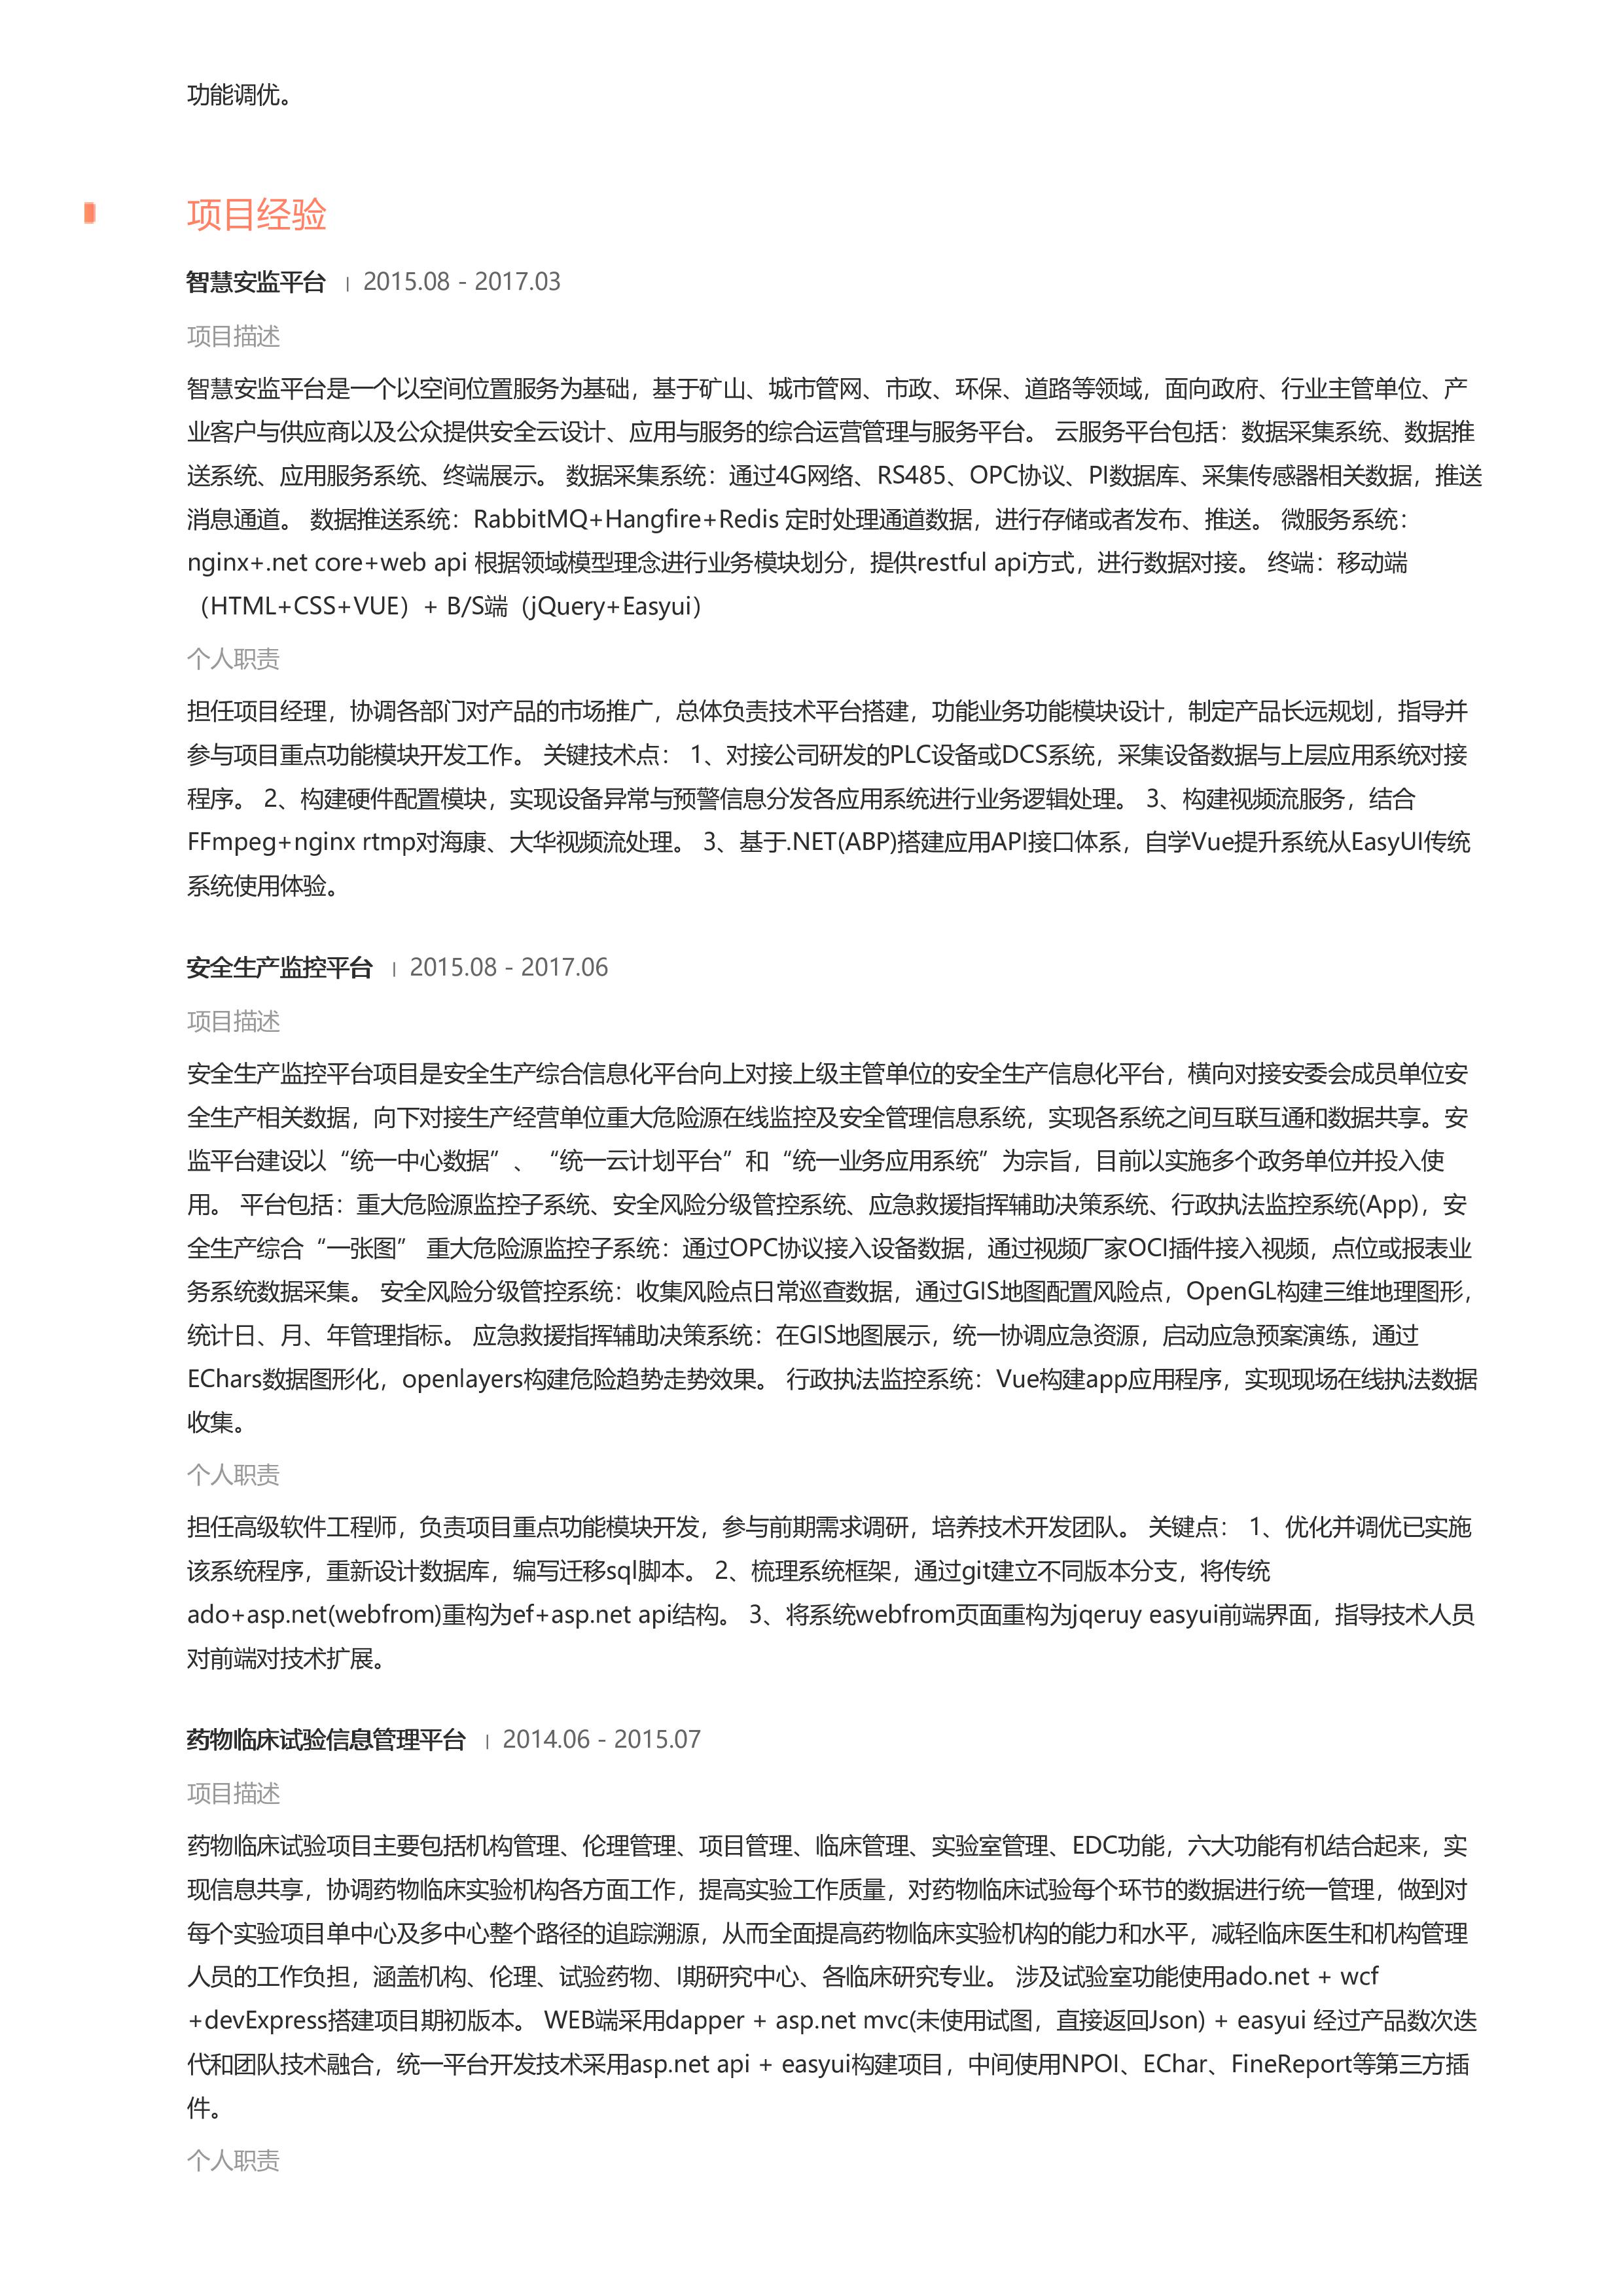 功能调优。
项目经验
智慧安监平台 | 2015.08 - 2017.03
项目描述
智慧安监平台是一个以空间位置服务为基础，基于矿山、城市管网、市政、环保、道路等领域，面向政府、行业主管单位、产
业客户与供应商以及公众提供安全云设计、应用与服务的综合运营管理与服务平台。 云服务平台包括：数据采集系统、数据推
送系统、应用服务系统、终端展示。 数据采集系统：通过4G网络、RS485、OPC协议、PI数据库、采集传感器相关数据，推送
消息通道。 数据推送系统：RabbitMQ+Hangfire+Redis 定时处理通道数据，进行存储或者发布、推送。 微服务系统：
nginx+.net core+web api 根据领域模型理念进行业务模块划分，提供restful api方式，进行数据对接。 终端：移动端
（HTML+CSS+VUE）+ B/S端（jQuery+Easyui）
个人职责
担任项目经理，协调各部门对产品的市场推广，总体负责技术平台搭建，功能业务功能模块设计，制定产品长远规划，指导并
参与项目重点功能模块开发工作。 关键技术点： 1、对接公司研发的PLC设备或DCS系统，采集设备数据与上层应用系统对接
程序。 2、构建硬件配置模块，实现设备异常与预警信息分发各应用系统进行业务逻辑处理。 3、构建视频流服务，结合
FFmpeg+nginx rtmp对海康、大华视频流处理。 3、基于.NET(ABP)搭建应用API接口体系，自学Vue提升系统从EasyUI传统
系统使用体验。
安全生产监控平台 | 2015.08 - 2017.06
项目描述
安全生产监控平台项目是安全生产综合信息化平台向上对接上级主管单位的安全生产信息化平台，横向对接安委会成员单位安
全生产相关数据，向下对接生产经营单位重大危险源在线监控及安全管理信息系统，实现各系统之间互联互通和数据共享。安
监平台建设以“统一中心数据”、“统一云计划平台”和“统一业务应用系统”为宗旨，目前以实施多个政务单位并投入使
用。 平台包括：重大危险源监控子系统、安全风险分级管控系统、应急救援指挥辅助决策系统、行政执法监控系统(App)，安
全生产综合“一张图” 重大危险源监控子系统：通过OPC协议接入设备数据，通过视频厂家OCI插件接入视频，点位或报表业
务系统数据采集。 安全风险分级管控系统：收集风险点日常巡查数据，通过GIS地图配置风险点，OpenGL构建三维地理图形，
统计日、月、年管理指标。 应急救援指挥辅助决策系统：在GIS地图展示，统一协调应急资源，启动应急预案演练，通过
EChars数据图形化，openlayers构建危险趋势走势效果。 行政执法监控系统：Vue构建app应用程序，实现现场在线执法数据
收集。
个人职责
担任高级软件工程师，负责项目重点功能模块开发，参与前期需求调研，培养技术开发团队。 关键点： 1、优化并调优已实施
该系统程序，重新设计数据库，编写迁移sql脚本。 2、梳理系统框架，通过git建立不同版本分支，将传统
ado+asp.net(webfrom)重构为ef+asp.net api结构。 3、将系统webfrom页面重构为jqeruy easyui前端界面，指导技术人员
对前端对技术扩展。
药物临床试验信息管理平台 | 2014.06 - 2015.07
项目描述
药物临床试验项目主要包括机构管理、伦理管理、项目管理、临床管理、实验室管理、EDC功能，六大功能有机结合起来，实
现信息共享，协调药物临床实验机构各方面工作，提高实验工作质量，对药物临床试验每个环节的数据进行统一管理，做到对
每个实验项目单中心及多中心整个路径的追踪溯源，从而全面提高药物临床实验机构的能力和水平，减轻临床医生和机构管理
人员的工作负担，涵盖机构、伦理、试验药物、I期研究中心、各临床研究专业。 涉及试验室功能使用ado.net + wcf
+devExpress搭建项目期初版本。 WEB端采用dapper + asp.net mvc(未使用试图，直接返回Json) + easyui 经过产品数次迭
代和团队技术融合，统一平台开发技术采用asp.net api + easyui构建项目，中间使用NPOI、EChar、FineReport等第三方插
件。
个人职责